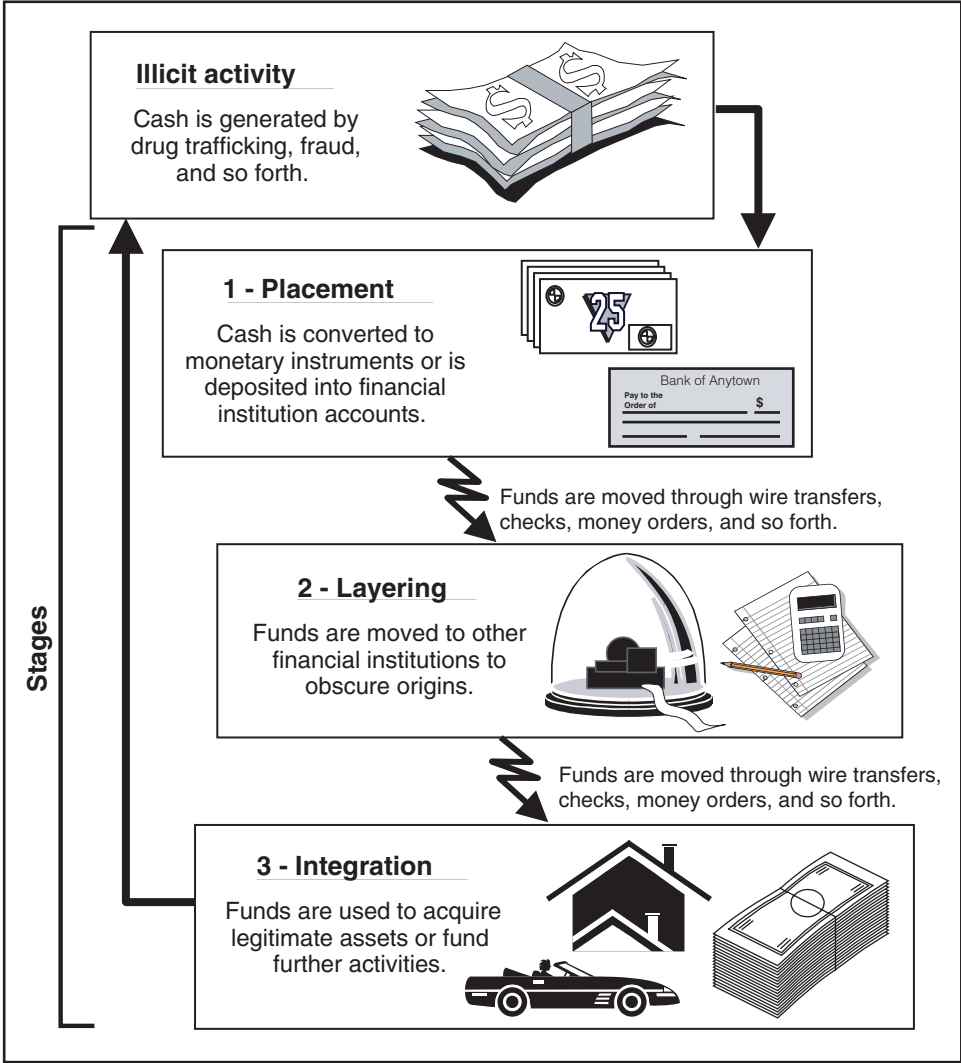 Illicit activity
Cash is generated by
drug trafficking, fraud,
and so forth.
$
$
1 - Placement
Cash is converted to
monetary instruments or is
deposited into financial
institution accounts.
25
Bank of Anytown
Pay to the
Order of
$
Funds are moved through wire transfers,
checks, money orders, and so forth.
Stages
2 - Layering
Funds are moved to other
financial institutions to
obscure origins.
Funds are moved through wire transfers,
checks, money orders, and so forth.
3 - Integration
Funds are used to acquire
legitimate assets or fund
further activities.